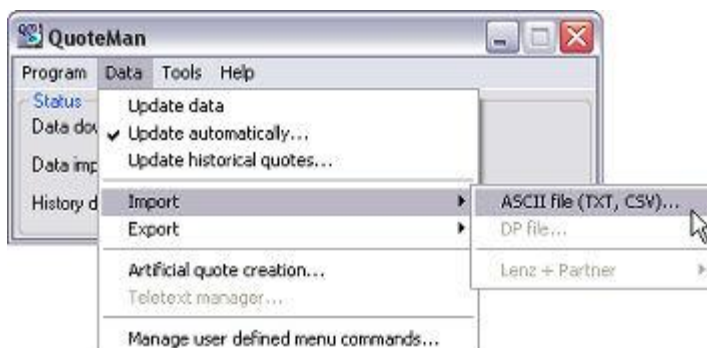 QuoteMan
Program Data Tools Help
Status
Data dow
Data imp
History d
Update data
Update automatically...
Update historical quotes...
Import
Export
Artificial quote creation...
Teletext manager...
Manage user defined menu commands...
ASCII file (TXT, CSV)...
DP file...
Lenz + Partner